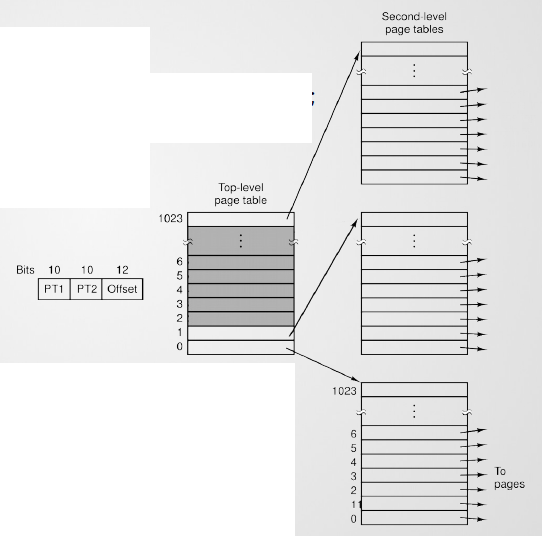 Second-level
page tables
Top-level
page table
1023
6
5
4
3
2
1
0
Bits 10 10 12
PT1 PT2 Offset
1023
6
5
4
3
2
11
0
To
pages